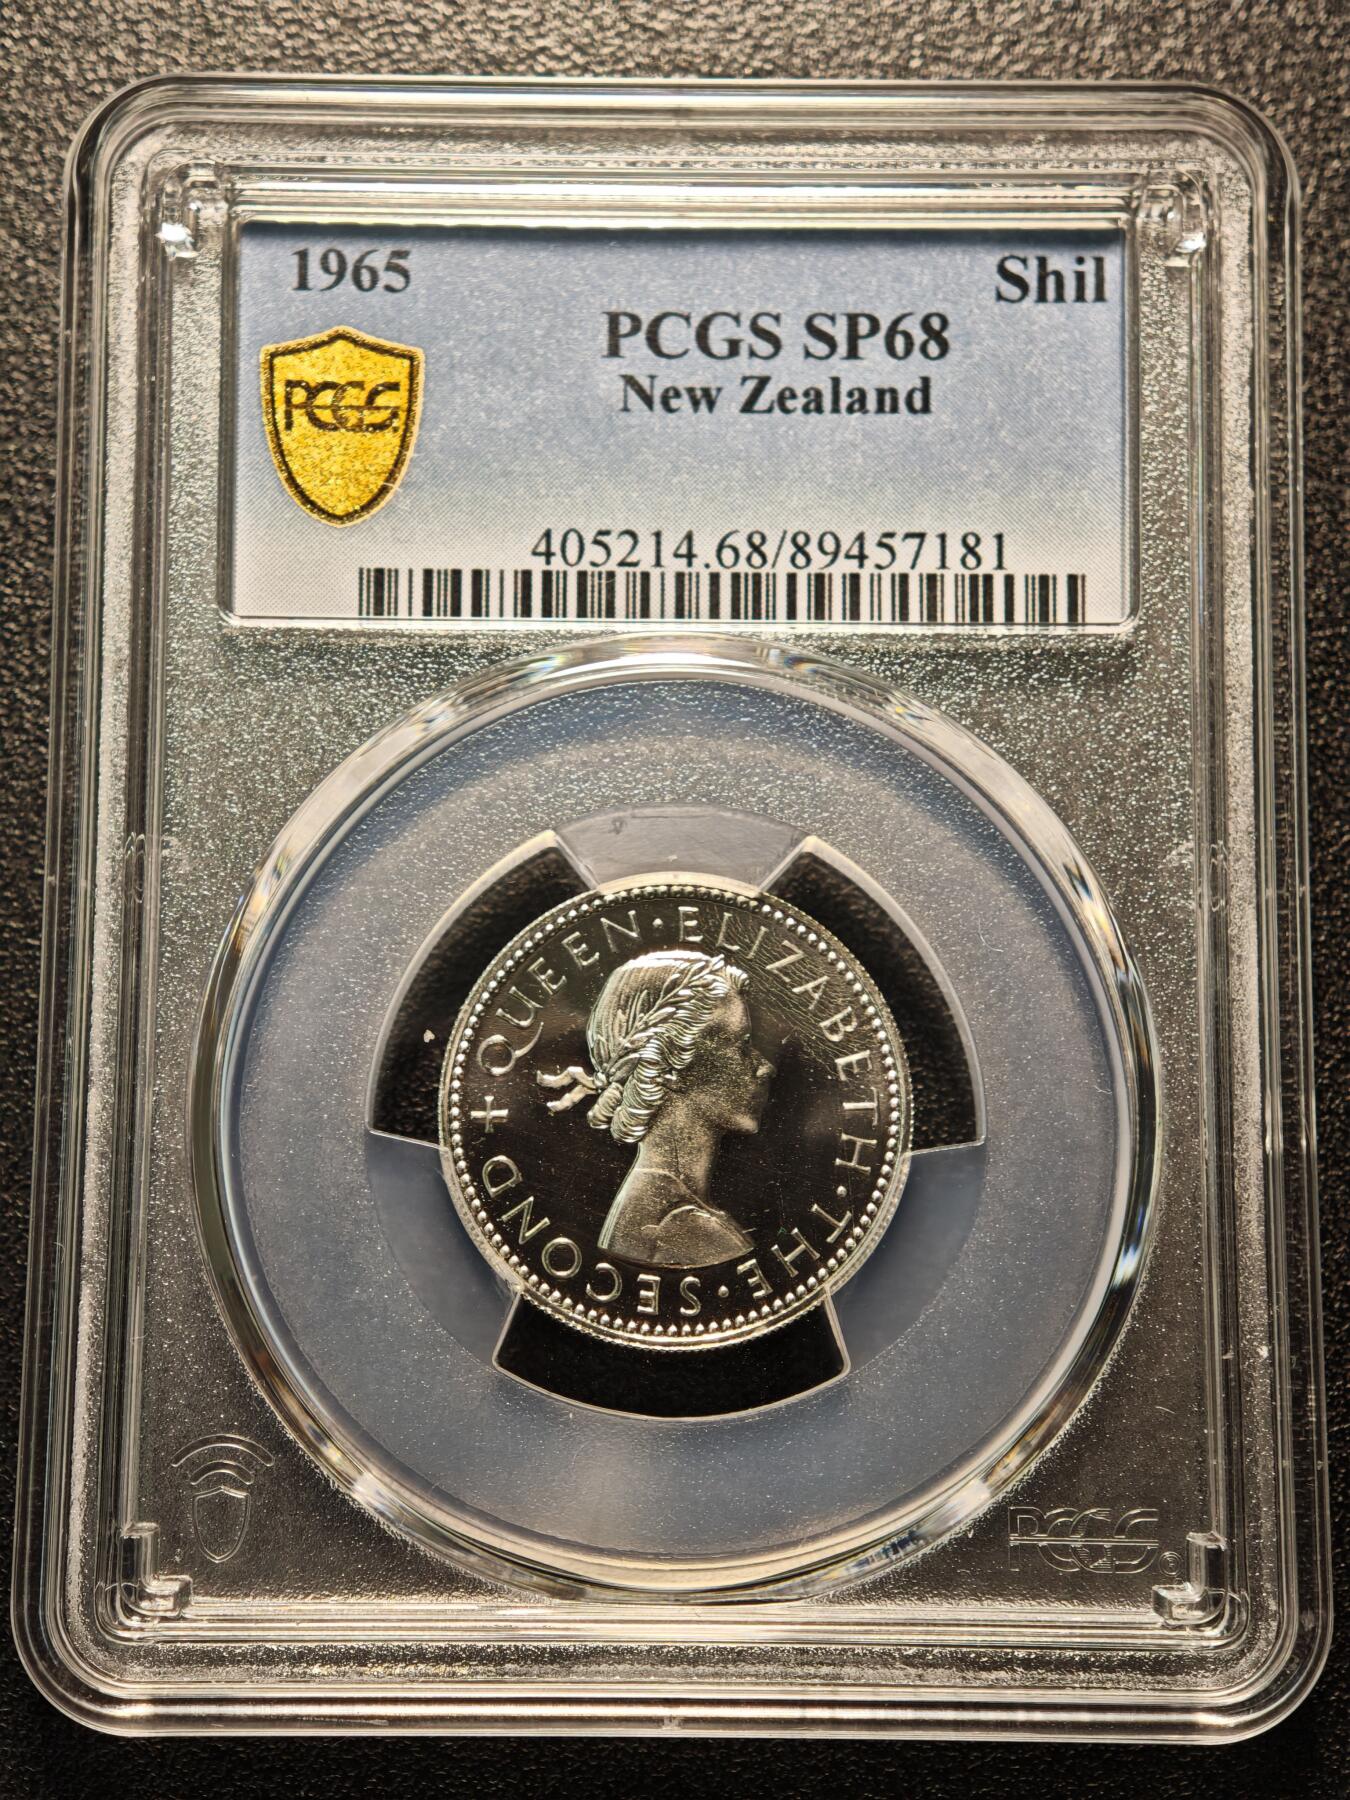 1965
Shil
PCGS SP68
New Zealand
PCGS
405214.68/89457181
+ QUEEN · ELIZABETH · THE · SECOND
PCGS ©